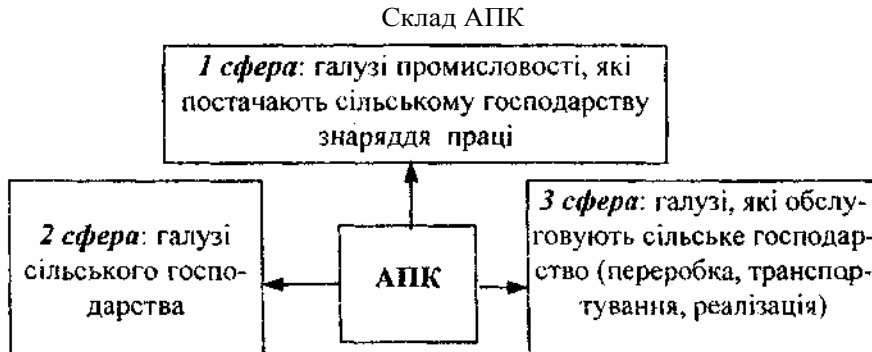 Склад АПК
1 сфера: галузі промисловості, які
постачають сільському господарству
знаряддя праці
2 сфера: галузі
сільського госпо-
дарства
АПК
3 сфера: галузі, які обслу-
говують сільське господар-
ство (переробка, транспор-
тування, реалізація)